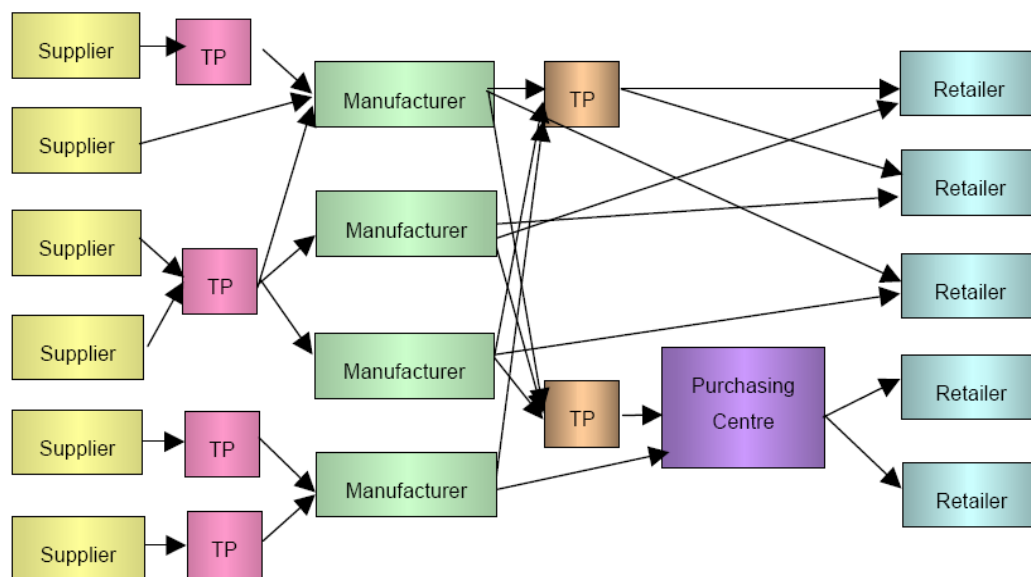 Supplier
TP
Manufacturer
TP
Retailer
Supplier
Retailer
Supplier
TP
Manufacturer
Retailer
Supplier
Manufacturer
Purchasing
Centre
TP
Retailer
Supplier
TP
Manufacturer
Retailer
Supplier
TP